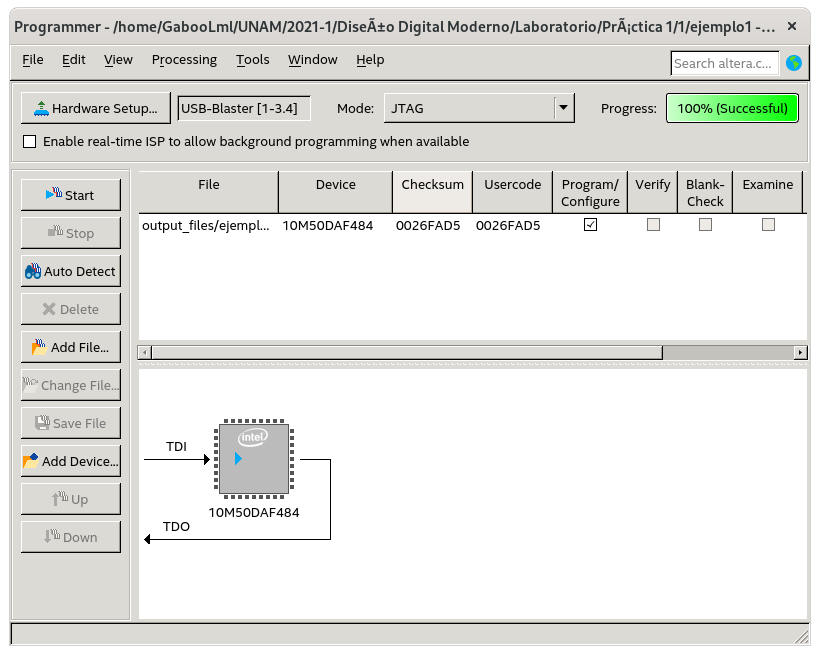 Programmer - /home/GabooLml/UNAM/2021-1/DiseÃ±o Digital Moderno/Laboratorio/PrÃ¡ctica 1/1/ejemplo1 -...
File Edit View Processing Tools Window Help
Search altera.c...
Hardware Setup... USB-Blaster [1-3.4] Mode: JTAG Progress: 100% (Successful)
Enable real-time ISP to allow background programming when available
Start
Stop
Auto Detect
Delete
Add File...
Change File...
Save File
Add Device...
Up
Down
File Device Checksum Usercode Program/ Verify Blank- Examine
Configure Check
output_files/ejempl... 10M50DAF484 0026FAD5 0026FAD5
intel
TDI
10M50DAF484
TDO